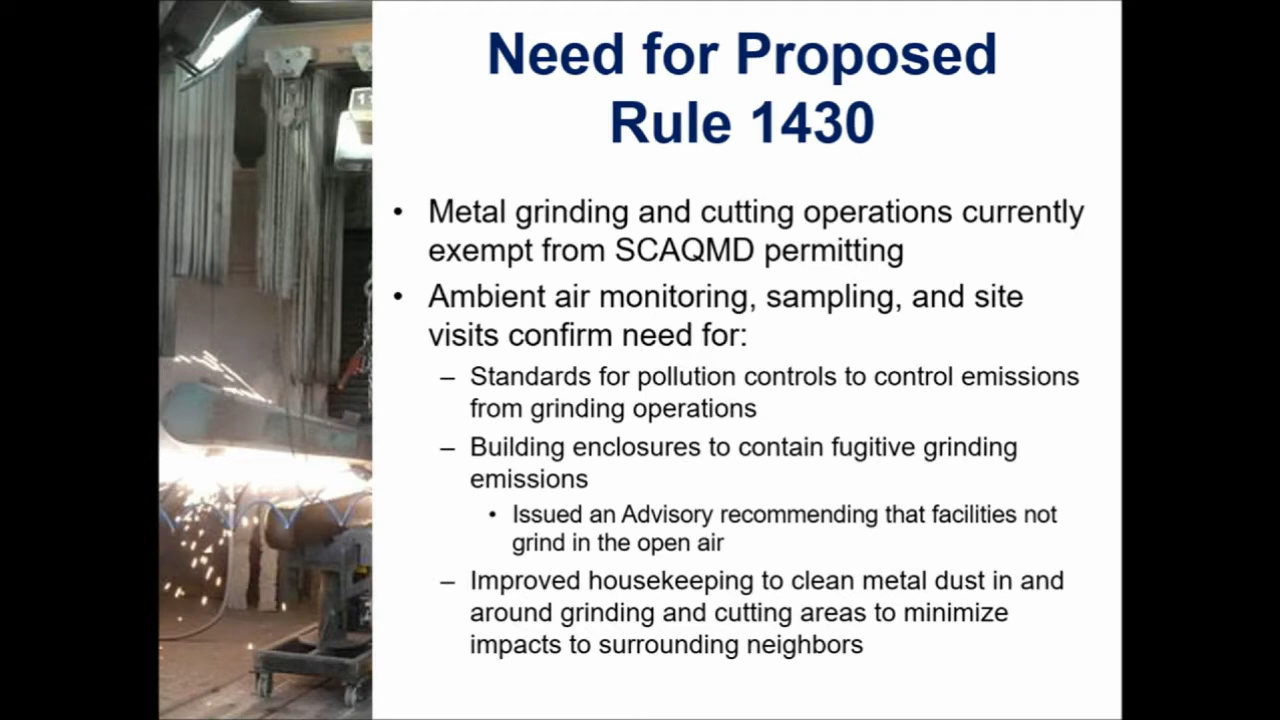 Need for Proposed
Rule 1430
• Metal grinding and cutting operations currently
exempt from SCAQMD permitting
• Ambient air monitoring, sampling, and site
visits confirm need for:
– Standards for pollution controls to control emissions
from grinding operations
– Building enclosures to contain fugitive grinding
emissions
• Issued an Advisory recommending that facilities not
grind in the open air
– Improved housekeeping to clean metal dust in and
around grinding and cutting areas to minimize
impacts to surrounding neighbors